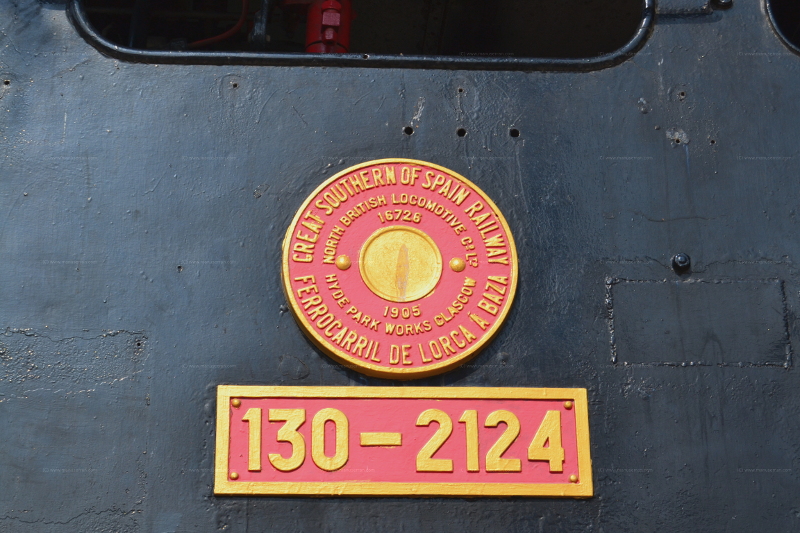 GREAT SOUTHERN OF SPAIN RAILWAY
NORTH BRITISH LOCOMOTIVE Cº Lᵀᴰ
16726
1905
HYDE PARK WORKS GLASGOW
FERROCARRIL DE LORCA Á BAZA
130-2124